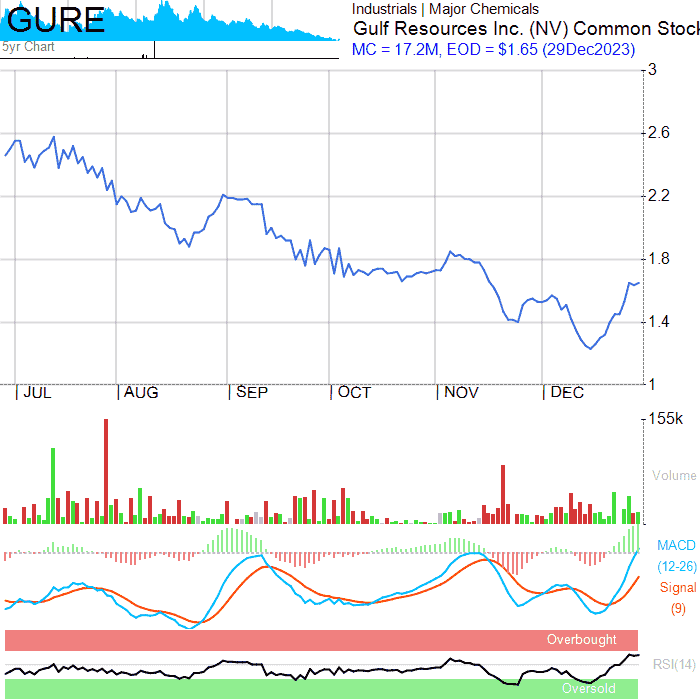 GURE
5yr Chart
Industrials | Major Chemicals
Gulf Resources Inc. (NV) Common Stock
MC = 17.2M, EOD = $1.65 (29Dec2023)
3
2.6
2.2
1.8
1.4
1
JUL AUG SEP OCT NOV DEC
155k
Volume
MACD
(12-26)
Signal
(9)
Overbought
RSI(14)
Oversold